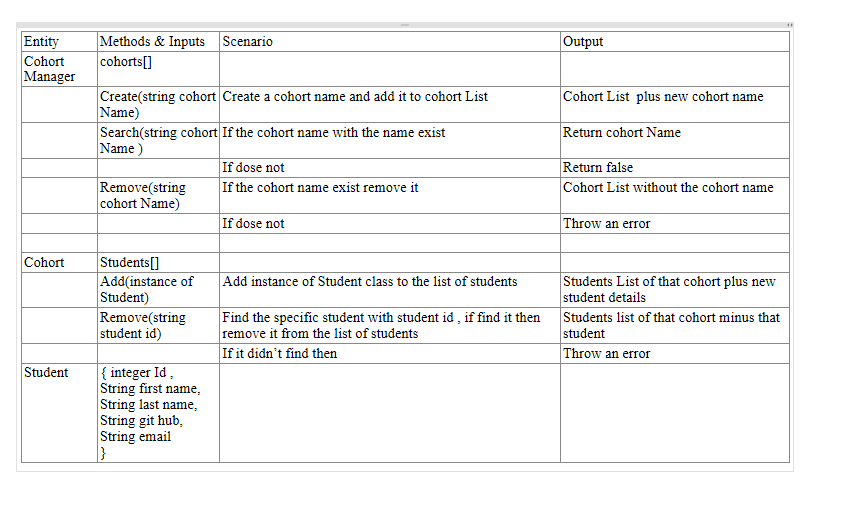 Entity Methods & Inputs Scenario Output
Cohort Manager cohorts[]
Create(string cohort Name) Create a cohort name and add it to cohort List Cohort List plus new cohort name
Search(string cohort Name ) If the cohort name with the name exist Return cohort Name
If dose not Return false
Remove(string cohort Name) If the cohort name exist remove it Cohort List without the cohort name
If dose not Throw an error
Cohort Students[]
Add(instance of Student) Add instance of Student class to the list of students Students List of that cohort plus new student details
Remove(string student id) Find the specific student with student id , if find it then remove it from the list of students Students list of that cohort minus that student
If it didn’t find then Throw an error
Student { integer Id ,
String first name,
String last name,
String git hub,
String email
}